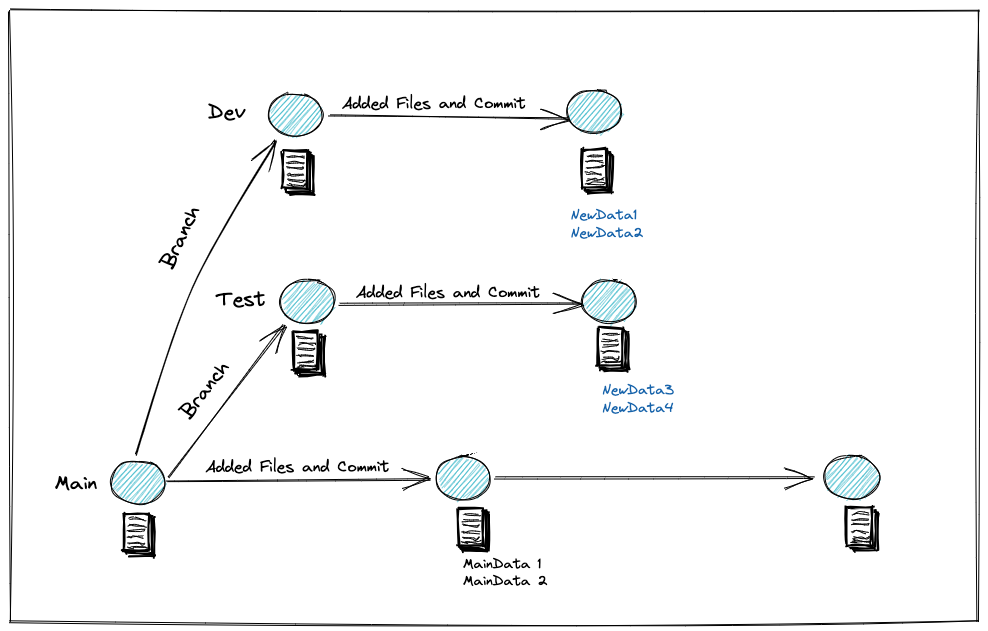 Dev
Added Files and Commit
NewData1
NewData2
Branch
Test
Added Files and Commit
Branch
NewData3
NewData4
Main
Added Files and Commit
MainData 1
MainData 2